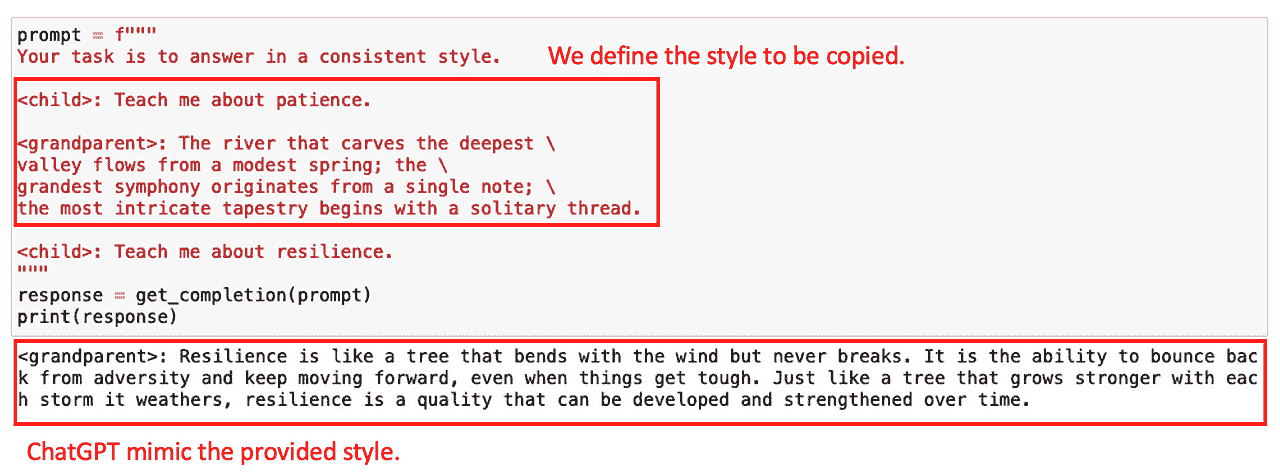 prompt = f"""
Your task is to answer in a consistent style.
We define the style to be copied.
<child>: Teach me about patience.
<grandparent>: The river that carves the deepest \
valley flows from a modest spring; the \
grandest symphony originates from a single note; \
the most intricate tapestry begins with a solitary thread.
<child>: Teach me about resilience.
"""
response = get_completion(prompt)
print(response)
<grandparent>: Resilience is like a tree that bends with the wind but never breaks. It is the ability to bounce bac
k from adversity and keep moving forward, even when things get tough. Just like a tree that grows stronger with eac
h storm it weathers, resilience is a quality that can be developed and strengthened over time.
ChatGPT mimic the provided style.